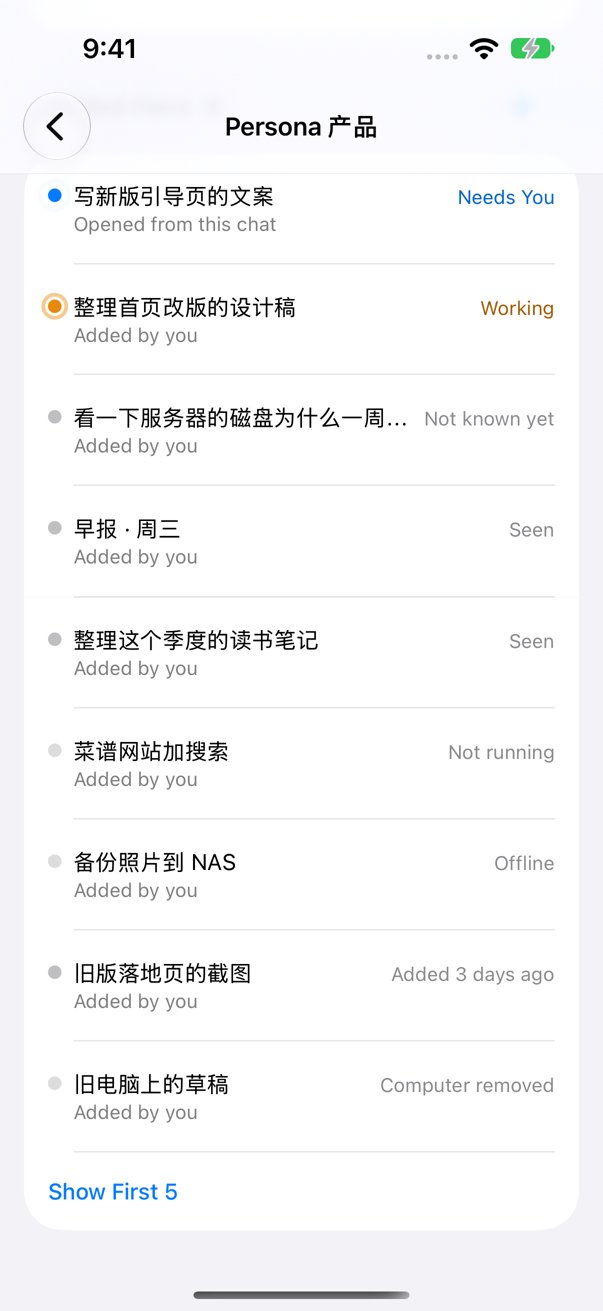 9:41
Persona 产品
写新版引导页的文案
Needs You
Opened from this chat
整理首页改版的设计稿
Working
Added by you
看一下服务器的磁盘为什么一周…
Not known yet
Added by you
早报 · 周三
Seen
Added by you
整理这个季度的读书笔记
Seen
Added by you
菜谱网站加搜索
Not running
Added by you
备份照片到 NAS
Offline
Added by you
旧版落地页的截图
Added 3 days ago
Added by you
旧电脑上的草稿
Computer removed
Added by you
Show First 5